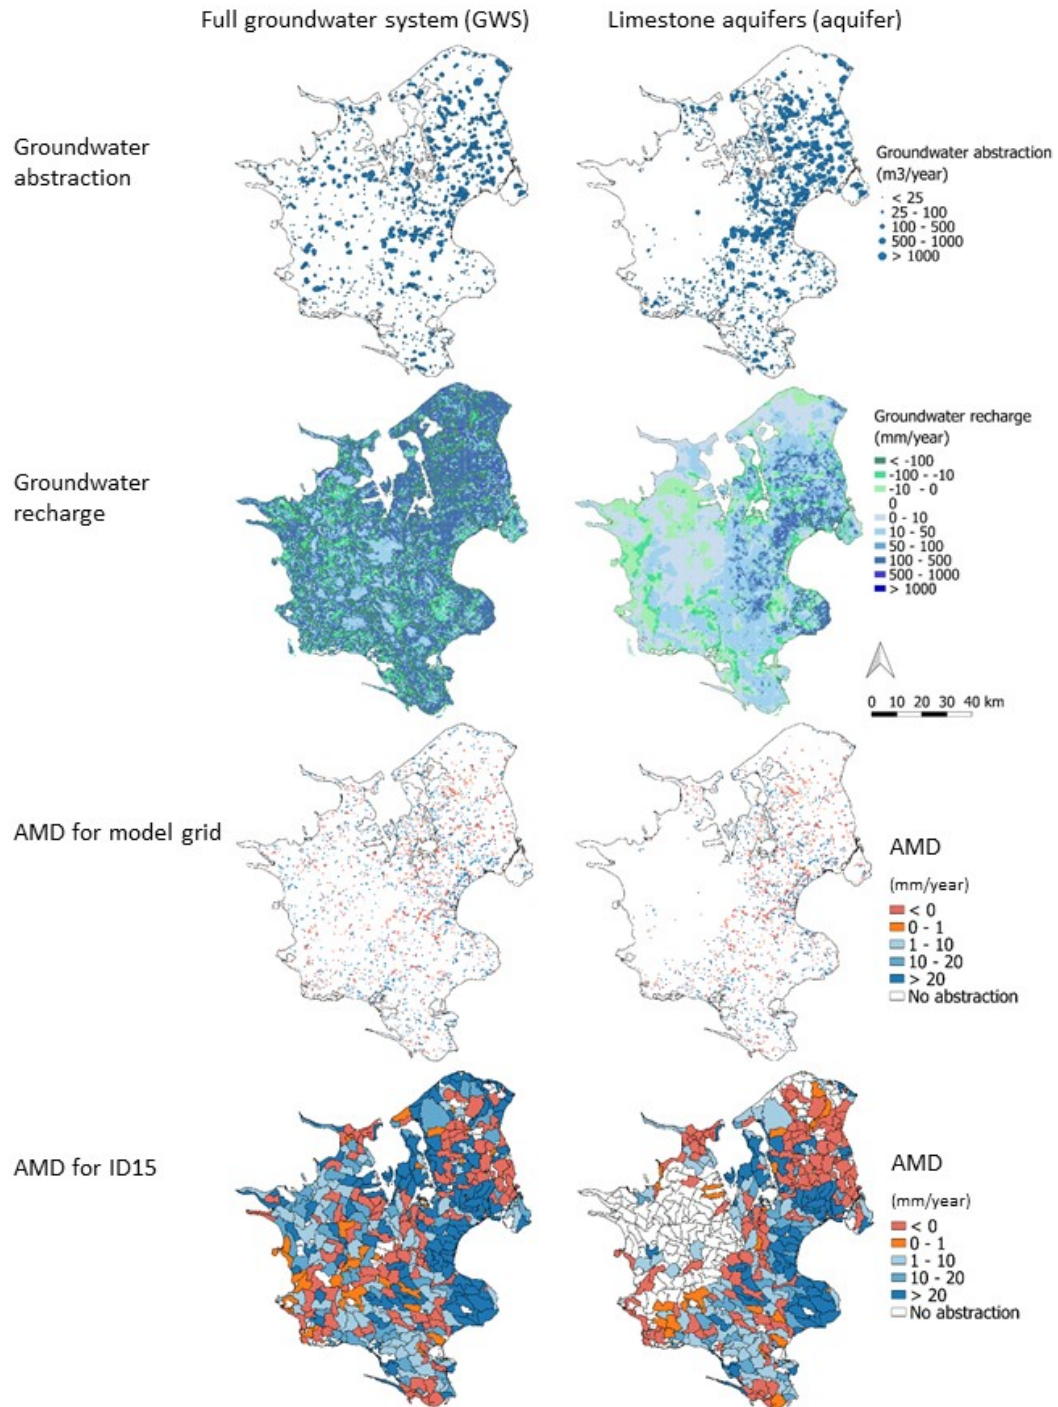 Full groundwater system (GWS)
Limestone aquifers (aquifer)
Groundwater
abstraction
Groundwater abstraction
(m3/year)
< 25
25 - 100
100 - 500
500 - 1000
> 1000
Groundwater
recharge
Groundwater recharge
(mm/year)
< -100
-100 - -10
-10 - 0
0
0 - 10
10 - 50
50 - 100
100 - 500
500 - 1000
> 1000
0 10 20 30 40 km
AMD for model grid
AMD
(mm/year)
< 0
0 - 1
1 - 10
10 - 20
> 20
No abstraction
AMD for ID15
AMD
(mm/year)
< 0
0 - 1
1 - 10
10 - 20
> 20
No abstraction